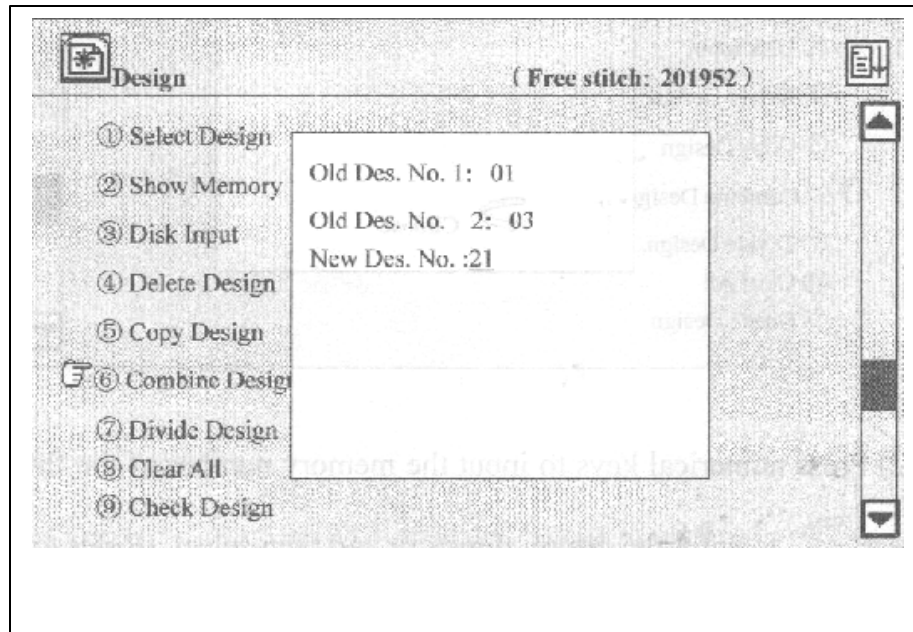 Design (Free stitch: 201952)
① Select Design
② Show Memory
③ Disk Input
④ Delete Design
⑤ Copy Design
⑥ Combine Desig
⑦ Divide Design
⑧ Clear All
⑨ Check Design
Old Des. No. 1: 01
Old Des. No. 2: 03
New Des. No. :21